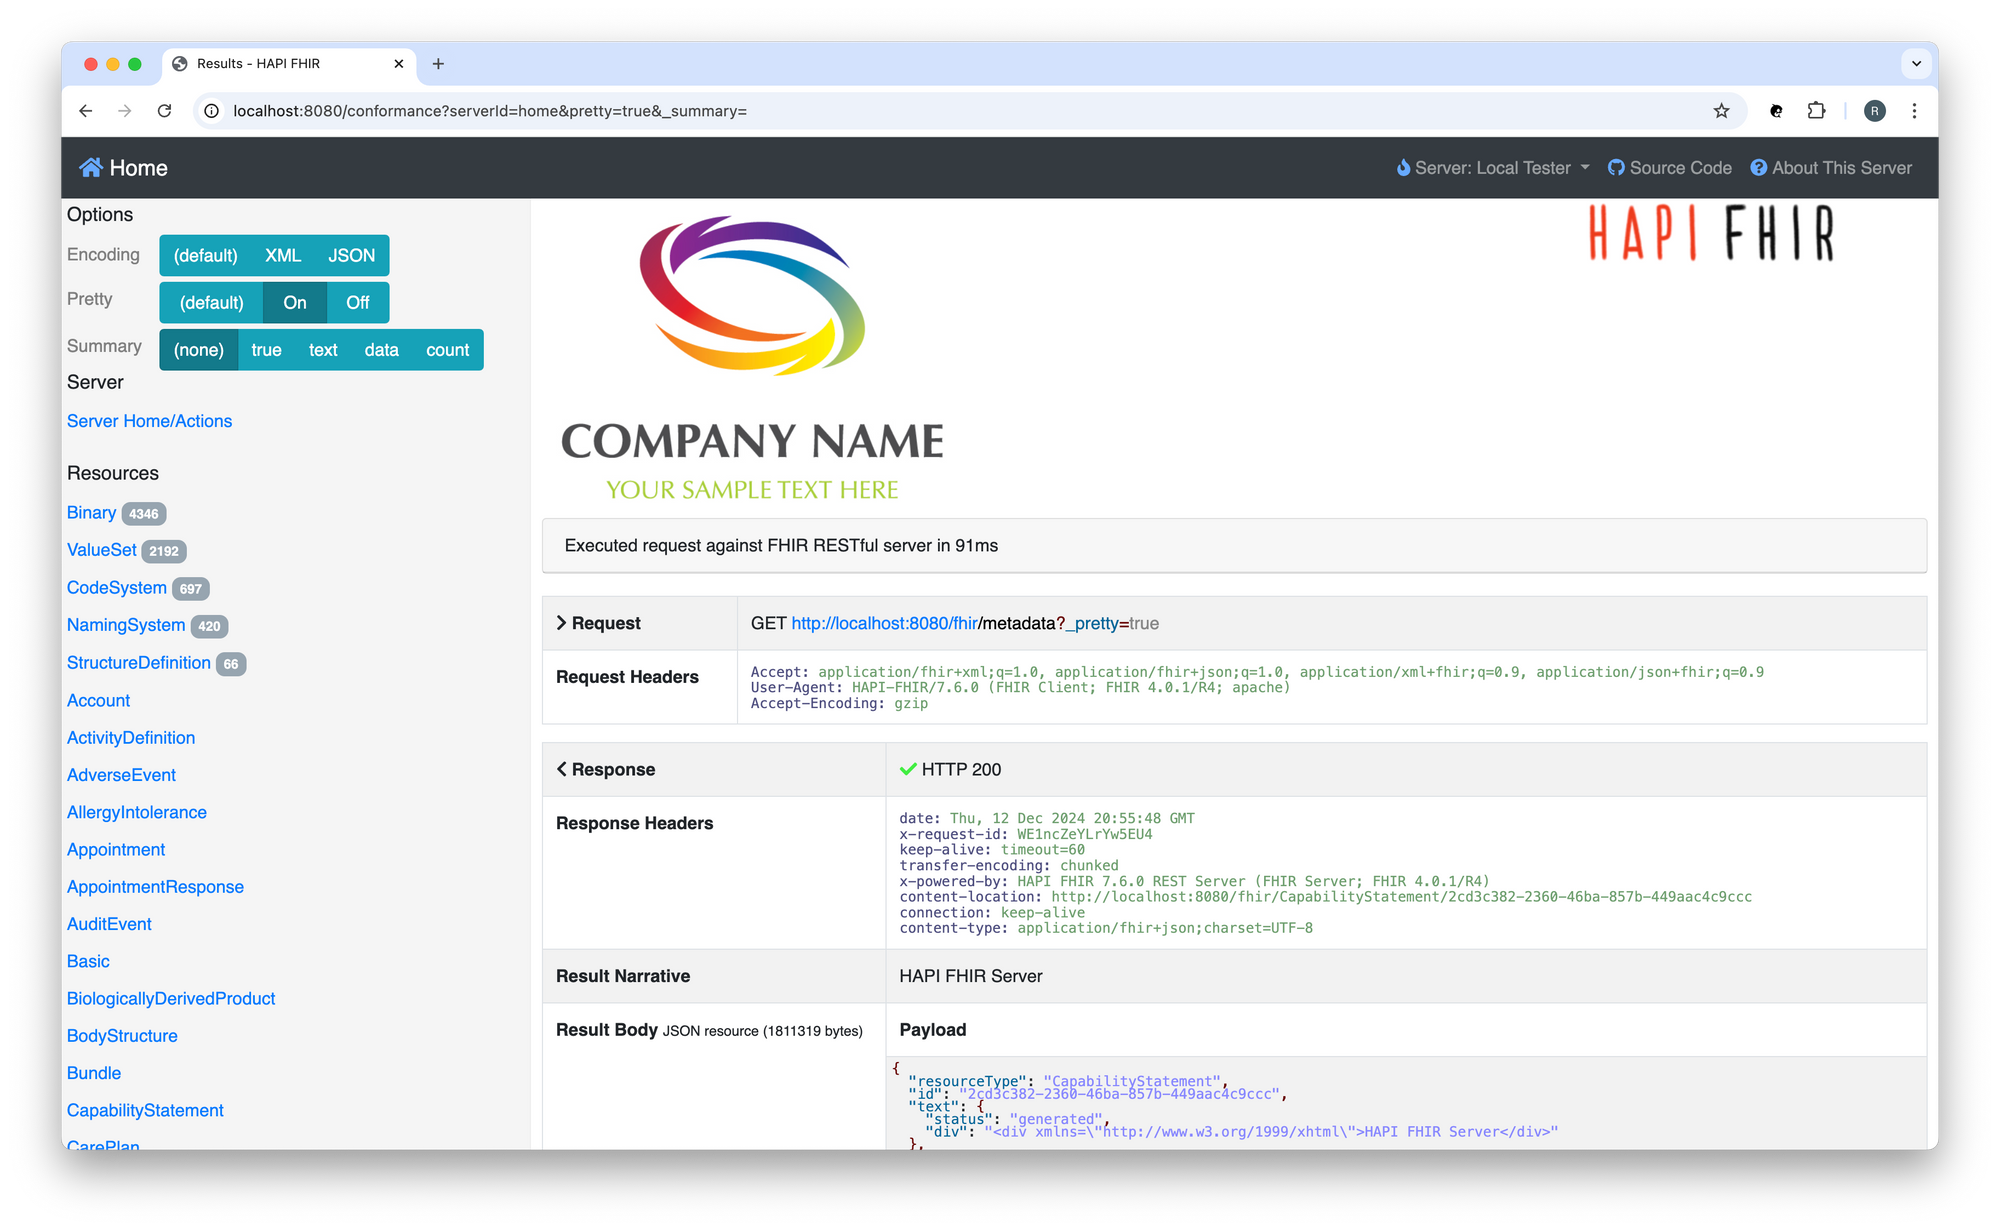 Results - HAPI FHIR
localhost:8080/conformance?serverId=home&pretty=true&_summary=
R
Home
Server: Local Tester
Source Code
About This Server
Options
Encoding (default) XML JSON
Pretty (default) On Off
Summary (none) true text data count
Server
Server Home/Actions
Resources
Binary 4346
ValueSet 2192
CodeSystem 697
NamingSystem 420
StructureDefinition 66
Account
ActivityDefinition
AdverseEvent
AllergyIntolerance
Appointment
AppointmentResponse
AuditEvent
Basic
BiologicallyDerivedProduct
BodyStructure
Bundle
CapabilityStatement
CarePlan
HAPI FHIR
COMPANY NAME
YOUR SAMPLE TEXT HERE
Executed request against FHIR RESTful server in 91ms
Request GET http://localhost:8080/fhir/metadata?_pretty=true
Request Headers
Accept: application/fhir+xml;q=1.0, application/fhir+json;q=1.0, application/xml+fhir;q=0.9, application/json+fhir;q=0.9
User-Agent: HAPI-FHIR/7.6.0 (FHIR Client; FHIR 4.0.1/R4; apache)
Accept-Encoding: gzip
Response HTTP 200
Response Headers
date: Thu, 12 Dec 2024 20:55:48 GMT
x-request-id: WE1ncZeYLrYw5EU4
keep-alive: timeout=60
transfer-encoding: chunked
x-powered-by: HAPI FHIR 7.6.0 REST Server (FHIR Server; FHIR 4.0.1/R4)
content-location: http://localhost:8080/fhir/CapabilityStatement/2cd3c382-2360-46ba-857b-449aac4c9ccc
connection: keep-alive
content-type: application/fhir+json;charset=UTF-8
Result Narrative HAPI FHIR Server
Result Body JSON resource (1811319 bytes) Payload
{
"resourceType": "CapabilityStatement",
"id": "2cd3c382-2360-46ba-857b-449aac4c9ccc",
"text": {
"status": "generated",
"div": "<div xmlns=\"http://www.w3.org/1999/xhtml\">HAPI FHIR Server</div>"
},